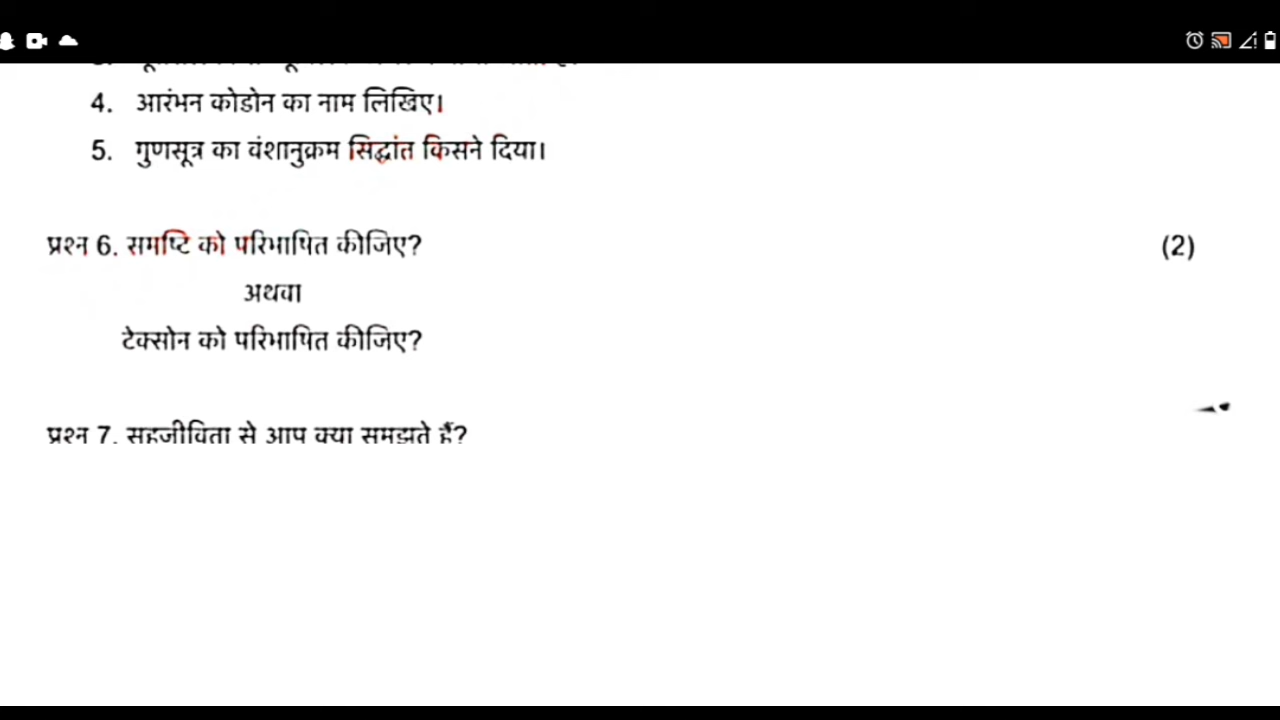 4. आरंभन कोडोन का नाम लिखिए।
5. गुणसूत्र का वंशानुक्रम सिद्धांत किसने दिया।
प्रश्न 6. समष्टि को परिभाषित कीजिए? (2)
अथवा
टेक्सोन को परिभाषित कीजिए?
प्रश्न 7. सहजीविता से आप क्या समझते हैं?